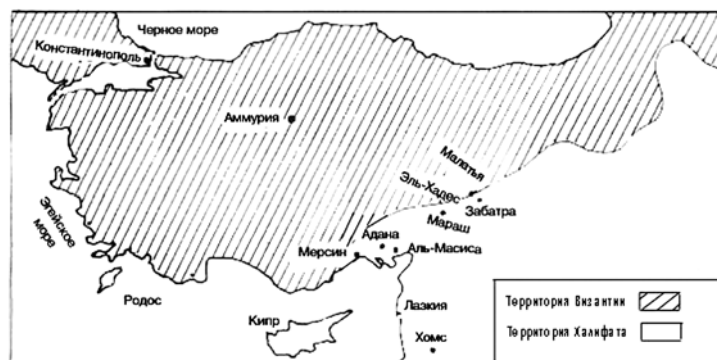 Черное море
Константинополь
Аммурия
Малатья
Эль-Хадес
Забатра
Мараш
Эгейское
море
Адана
Мерсин
Аль-Масиса
Родос
Кипр
Лазкия
Хомс
Территория Византии
Территория Халифата